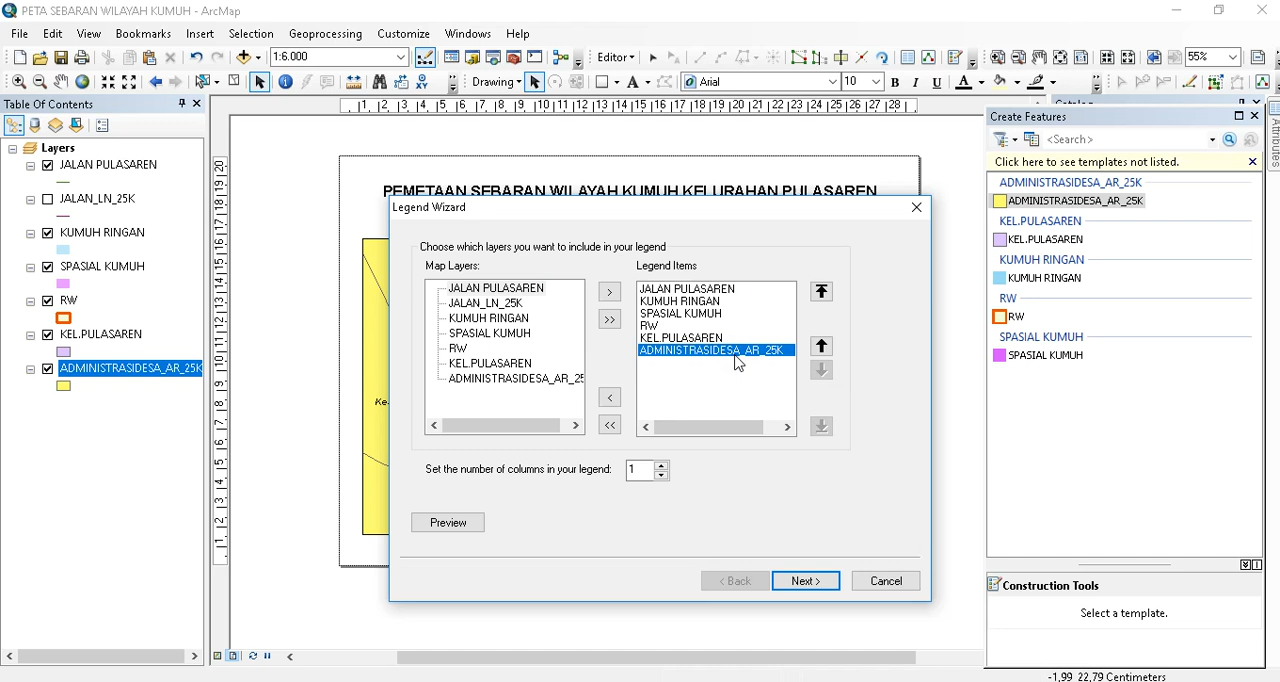 PETA SEBARAN WILAYAH KUMUH - ArcMap
File Edit View Bookmarks Insert Selection Geoprocessing Customize Windows Help
1:6.000 Editor 55%
Drawing A Arial 10 B I U A
Table Of Contents
Layers
JALAN PULASAREN
JALAN_LN_25K
KUMUH RINGAN
SPASIAL KUMUH
RW
KEL.PULASAREN
ADMINISTRASIDESA_AR_25K
PEMETAAN SEBARAN WILAYAH KUMUH KELURAHAN PULASAREN
Legend Wizard
Choose which layers you want to include in your legend
Map Layers:
JALAN PULASAREN
JALAN_LN_25K
KUMUH RINGAN
SPASIAL KUMUH
RW
KEL.PULASAREN
ADMINISTRASIDESA_AR_25
>
>>
<
<<
Legend Items
JALAN PULASAREN
KUMUH RINGAN
SPASIAL KUMUH
RW
KEL.PULASAREN
ADMINISTRASIDESA_AR_25K
Set the number of columns in your legend: 1
Preview
< Back Next > Cancel
Catalog
Create Features
<Search>
Click here to see templates not listed.
ADMINISTRASIDESA_AR_25K
ADMINISTRASIDESA_AR_25K
KEL.PULASAREN
KEL.PULASAREN
KUMUH RINGAN
KUMUH RINGAN
RW
RW
SPASIAL KUMUH
SPASIAL KUMUH
Construction Tools
Select a template.
Attributes
-1,99 22,79 Centimeters